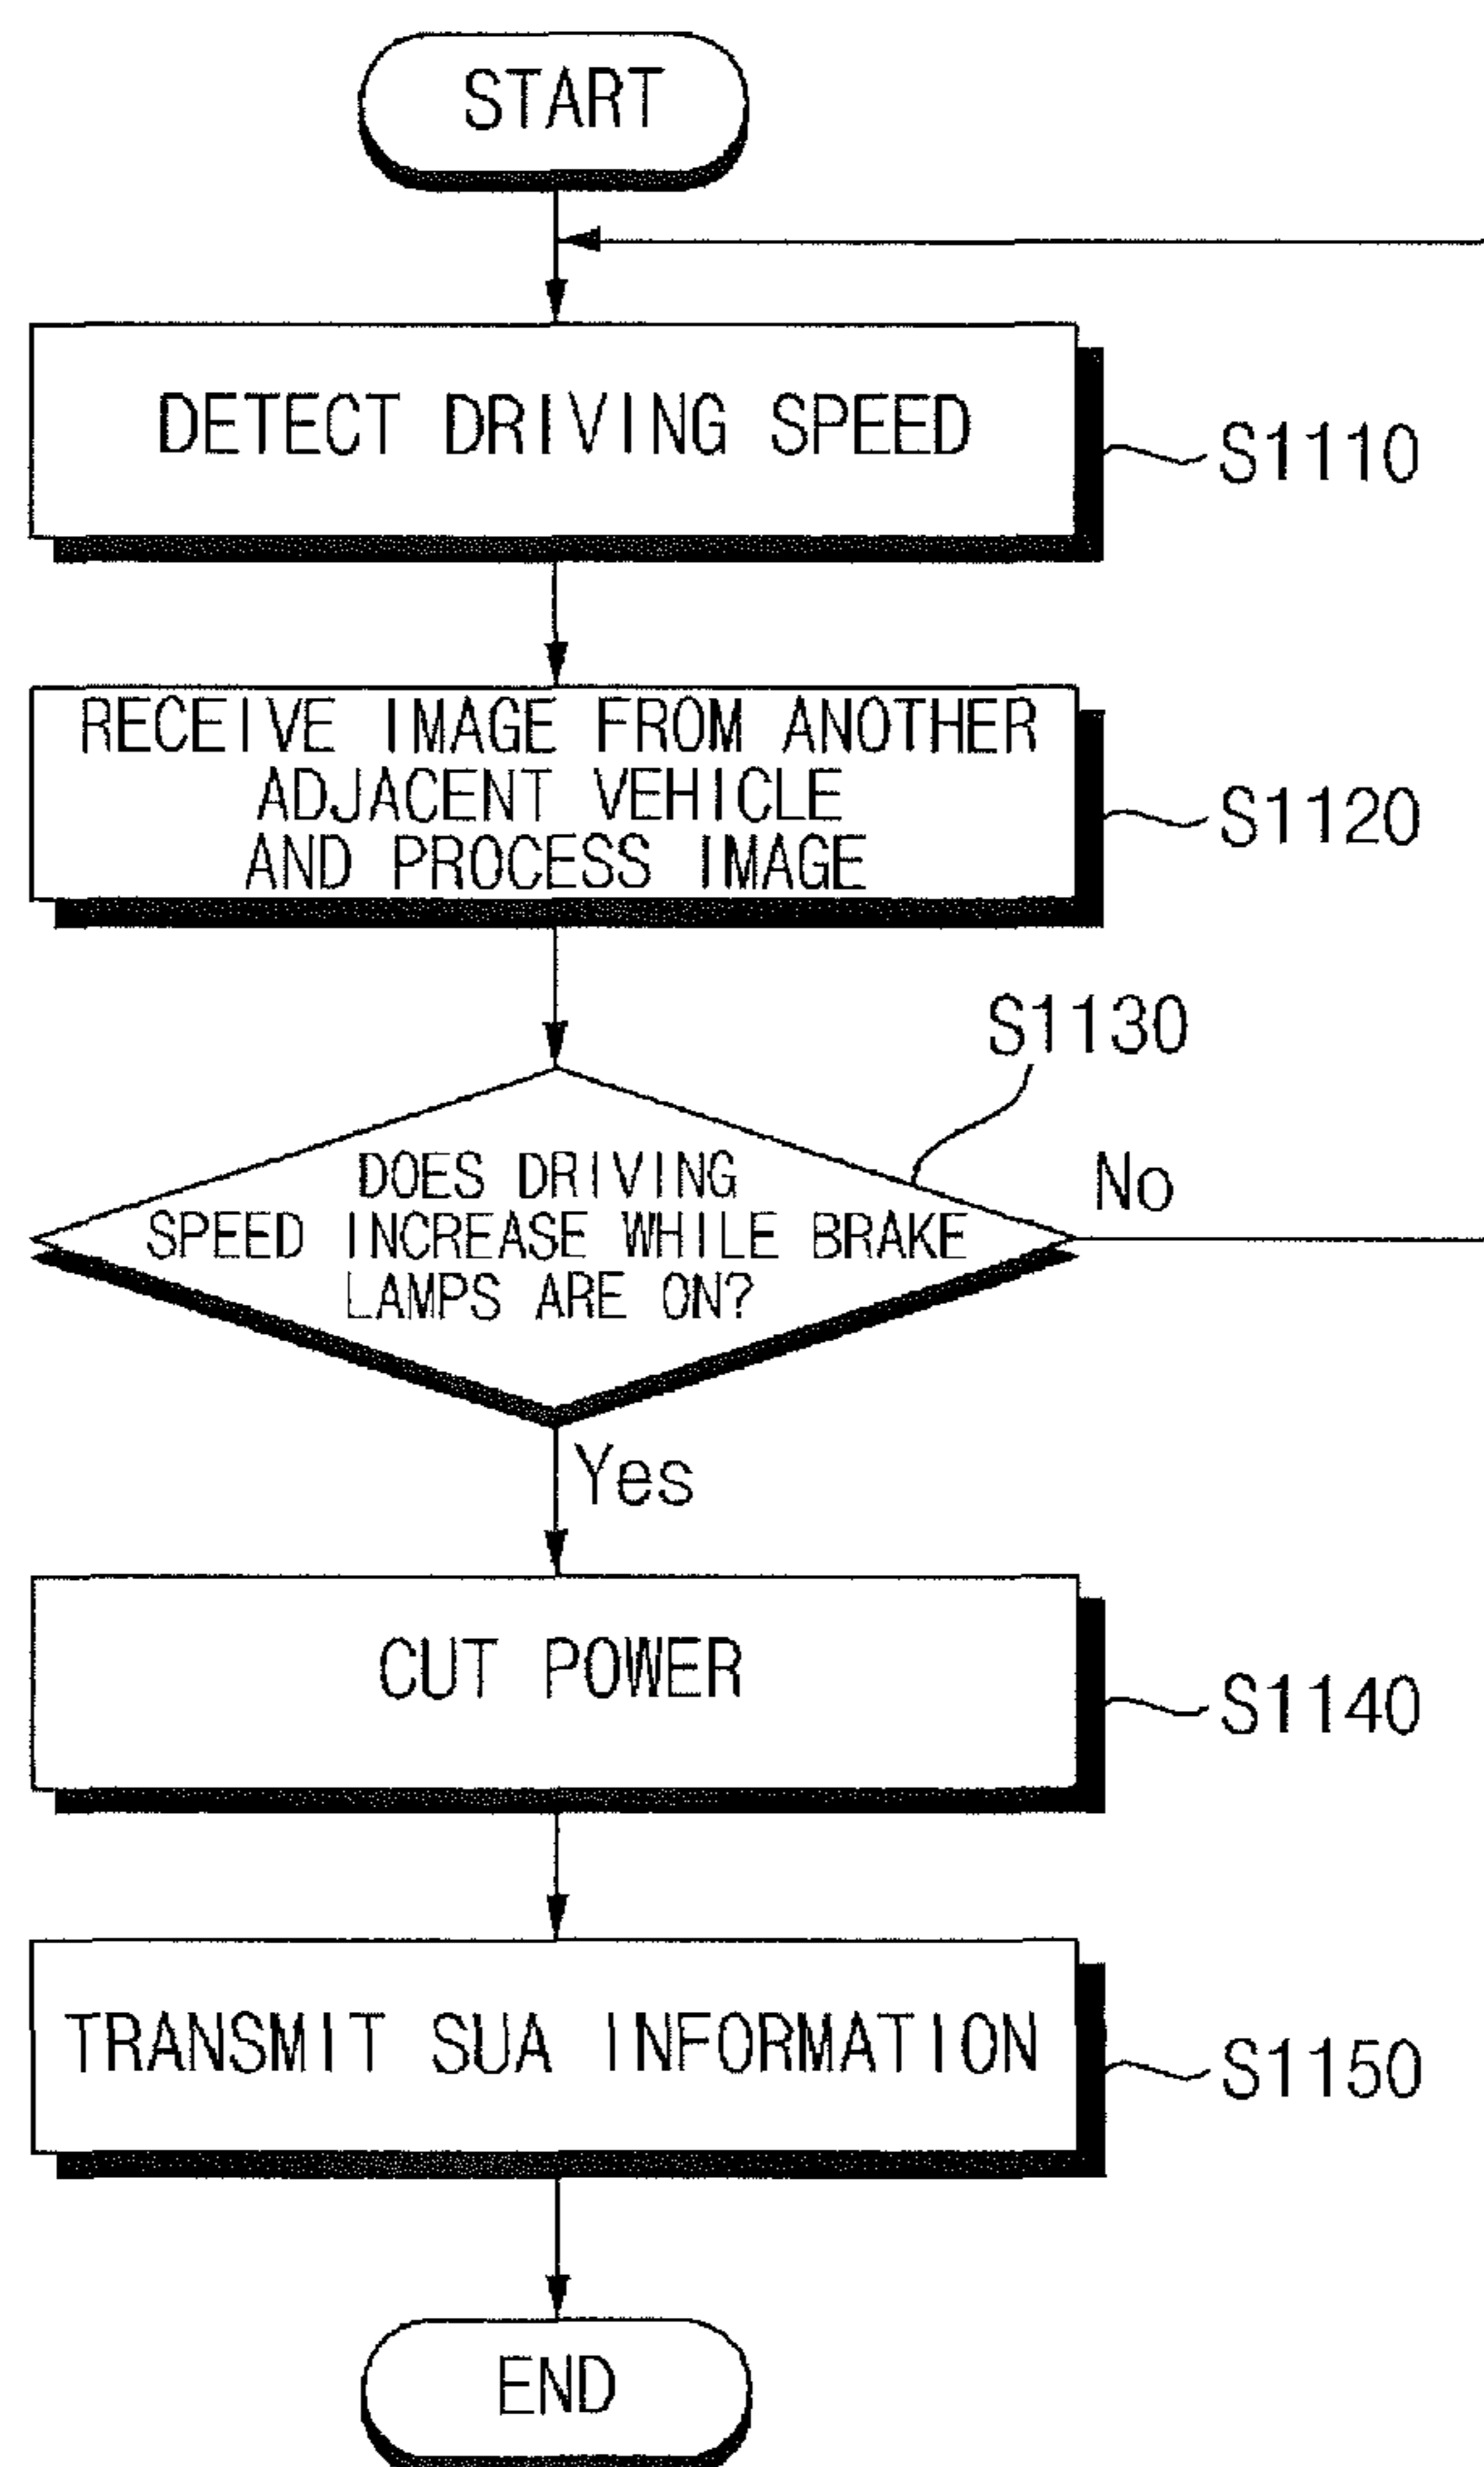 START
DETECT DRIVING SPEED
S1110
RECEIVE IMAGE FROM ANOTHER
ADJACENT VEHICLE
AND PROCESS IMAGE
S1120
S1130
DOES DRIVING
SPEED INCREASE WHILE BRAKE
LAMPS ARE ON?
No
Yes
CUT POWER
S1140
TRANSMIT SUA INFORMATION
S1150
END